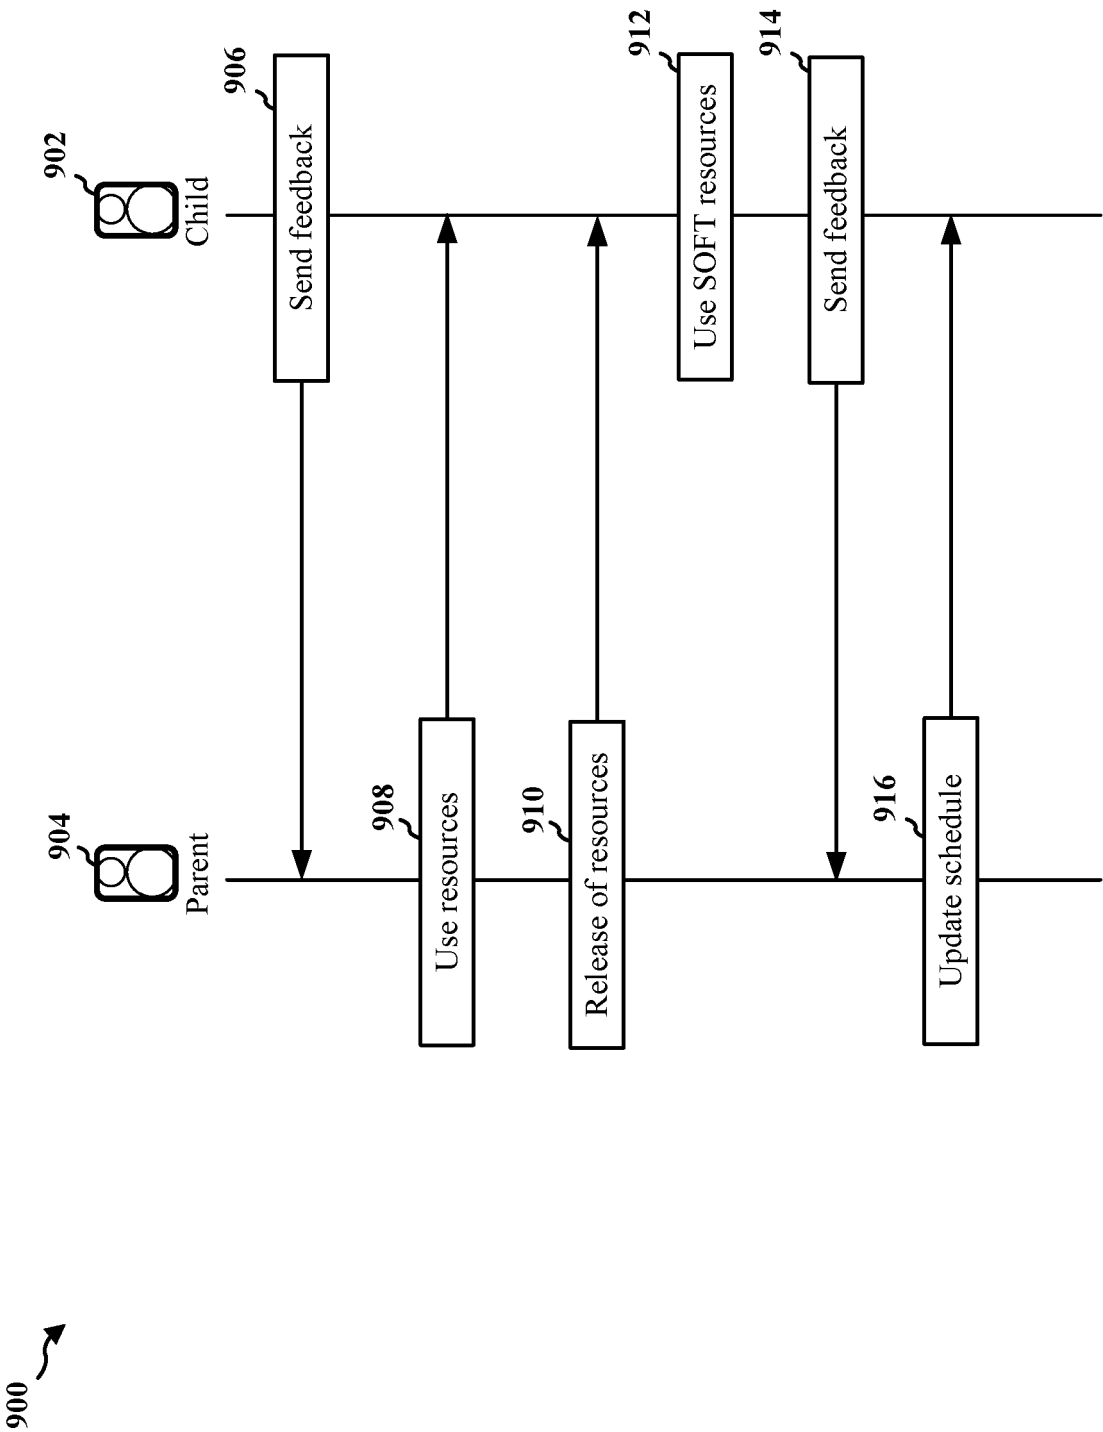 900
904
Parent
902
Child
906
Send feedback
908
Use resources
910
Release of resources
912
Use SOFT resources
914
Send feedback
916
Update schedule